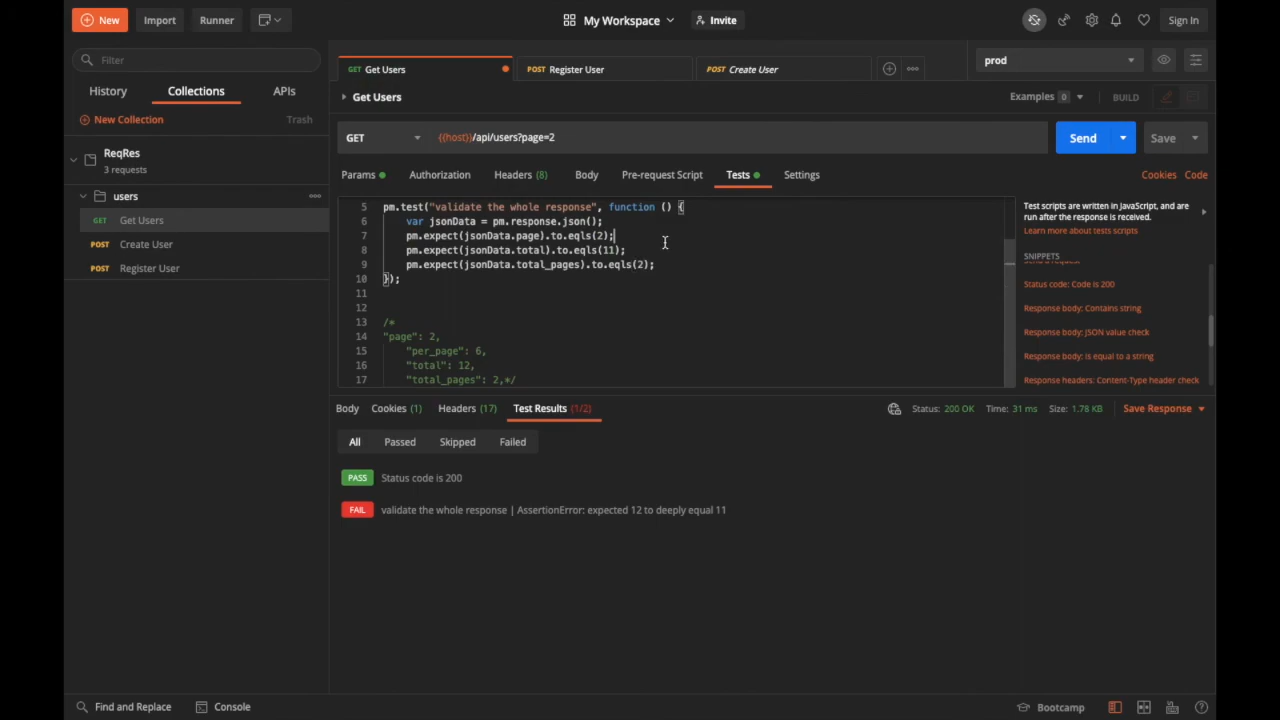 New
Import
Runner
My Workspace
Invite
Sign In
Filter
History
Collections
APIs
New Collection
Trash
ReqRes
3 requests
users
GET Get Users
POST Create User
POST Register User
GET Get Users
POST Register User
POST Create User
prod
Get Users
Examples 0
BUILD
GET
{{host}}/api/users?page=2
Send
Save
Params
Authorization
Headers (8)
Body
Pre-request Script
Tests
Settings
Cookies
Code
5 pm.test("validate the whole response", function () {
6 var jsonData = pm.response.json();
7 pm.expect(jsonData.page).to.eqls(2);
8 pm.expect(jsonData.total).to.eqls(11);
9 pm.expect(jsonData.total_pages).to.eqls(2);
10 });
11
12
13 /*
14 "page": 2,
15 "per_page": 6,
16 "total": 12,
17 "total_pages": 2,*/
Test scripts are written in JavaScript, and are
run after the response is received.
Learn more about tests scripts
SNIPPETS
Send a request
Status code: Code is 200
Response body: Contains string
Response body: JSON value check
Response body: is equal to a string
Response headers: Content-Type header check
Body
Cookies (1)
Headers (17)
Test Results (1/2)
Status: 200 OK
Time: 31 ms
Size: 1.78 KB
Save Response
All
Passed
Skipped
Failed
PASS Status code is 200
FAIL validate the whole response | AssertionError: expected 12 to deeply equal 11
Find and Replace
Console
Bootcamp